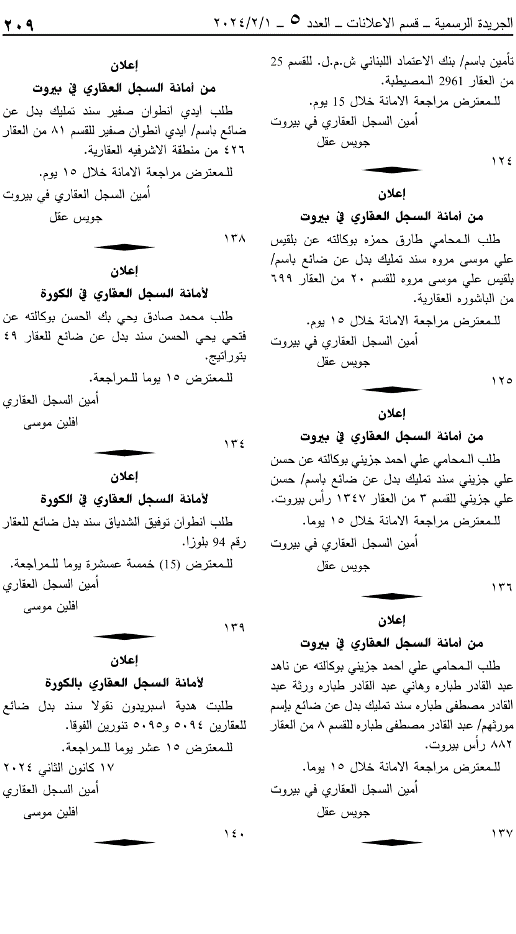 الجريدة الرسمية ــ قسم الاعلانات ــ العدد ٥ ــ ٢٠٢٤/٢/١
٢٠٩
تأمين باسم/ بنك الاعتماد اللبناني ش.م.ل. للقسم 25
من العقار 2961 المصيطبة.
للمعترض مراجعة الامانة خلال 15 يوم.
أمين السجل العقاري في بيروت
جويس عقل
١٢٤
إعلان
من أمانة السجل العقاري في بيروت
طلب المحامي طارق حمزه بوكالته عن بلقيس
علي موسى مروه سند تمليك بدل عن ضائع باسم/
بلقيس علي موسى مروه للقسم ٢٠ من العقار ٦٩٩
من الباشوره العقارية.
للمعترض مراجعة الامانة خلال ١٥ يوم.
أمين السجل العقاري في بيروت
جويس عقل
١٢٥
إعلان
من أمانة السجل العقاري في بيروت
طلب المحامي علي احمد جزيني بوكالته عن حسن
علي جزيني سند تمليك بدل عن ضائع باسم/ حسن
علي جزيني للقسم ٣ من العقار ١٣٤٧ رأس بيروت.
للمعترض مراجعة الامانة خلال ١٥ يوما.
أمين السجل العقاري في بيروت
جويس عقل
١٣٦
إعلان
من أمانة السجل العقاري في بيروت
طلب المحامي علي احمد جزيني بوكالته عن ناهد
عبد القادر طباره وهاني عبد القادر طباره ورثة عبد
القادر مصطفى طباره سند تمليك بدل عن ضائع بإسم
مورثهم/ عبد القادر مصطفى طباره للقسم ٨ من العقار
٨٨٢ رأس بيروت.
للمعترض مراجعة الامانة خلال ١٥ يوما.
أمين السجل العقاري في بيروت
جويس عقل
١٣٧
إعلان
من أمانة السجل العقاري في بيروت
طلب ايدي انطوان صفير سند تمليك بدل عن
ضائع باسم/ ايدي انطوان صفير للقسم ٨١ من العقار
٤٢٦ من منطقة الاشرفيه العقارية.
للمعترض مراجعة الامانة خلال ١٥ يوم.
أمين السجل العقاري في بيروت
جويس عقل
١٣٨
إعلان
لأمانة السجل العقاري في الكورة
طلب محمد صادق يحي بك الحسن بوكالته عن
فتحي يحي الحسن سند بدل عن ضائع للعقار ٤٩
بتوراتيج.
للمعترض ١٥ يوما للمراجعة.
أمين السجل العقاري
افلين موسى
١٣٤
إعلان
لأمانة السجل العقاري في الكورة
طلب انطوان توفيق الشدياق سند بدل ضائع للعقار
رقم 94 بلوزا.
للمعترض (15) خمسة عسشرة يوما للمراجعة.
أمين السجل العقاري
افلين موسى
١٣٩
إعلان
لأمانة السجل العقاري بالكورة
طلبت هدية اسبريدون نقولا سند بدل ضائع
للعقارين ٥٠٩٤ و٥٠٩٥ تنورين الفوقا.
للمعترض ١٥ عشر يوما للمراجعة.
١٧ كانون الثاني ٢٠٢٤
أمين السجل العقاري
افلين موسى
١٤٠